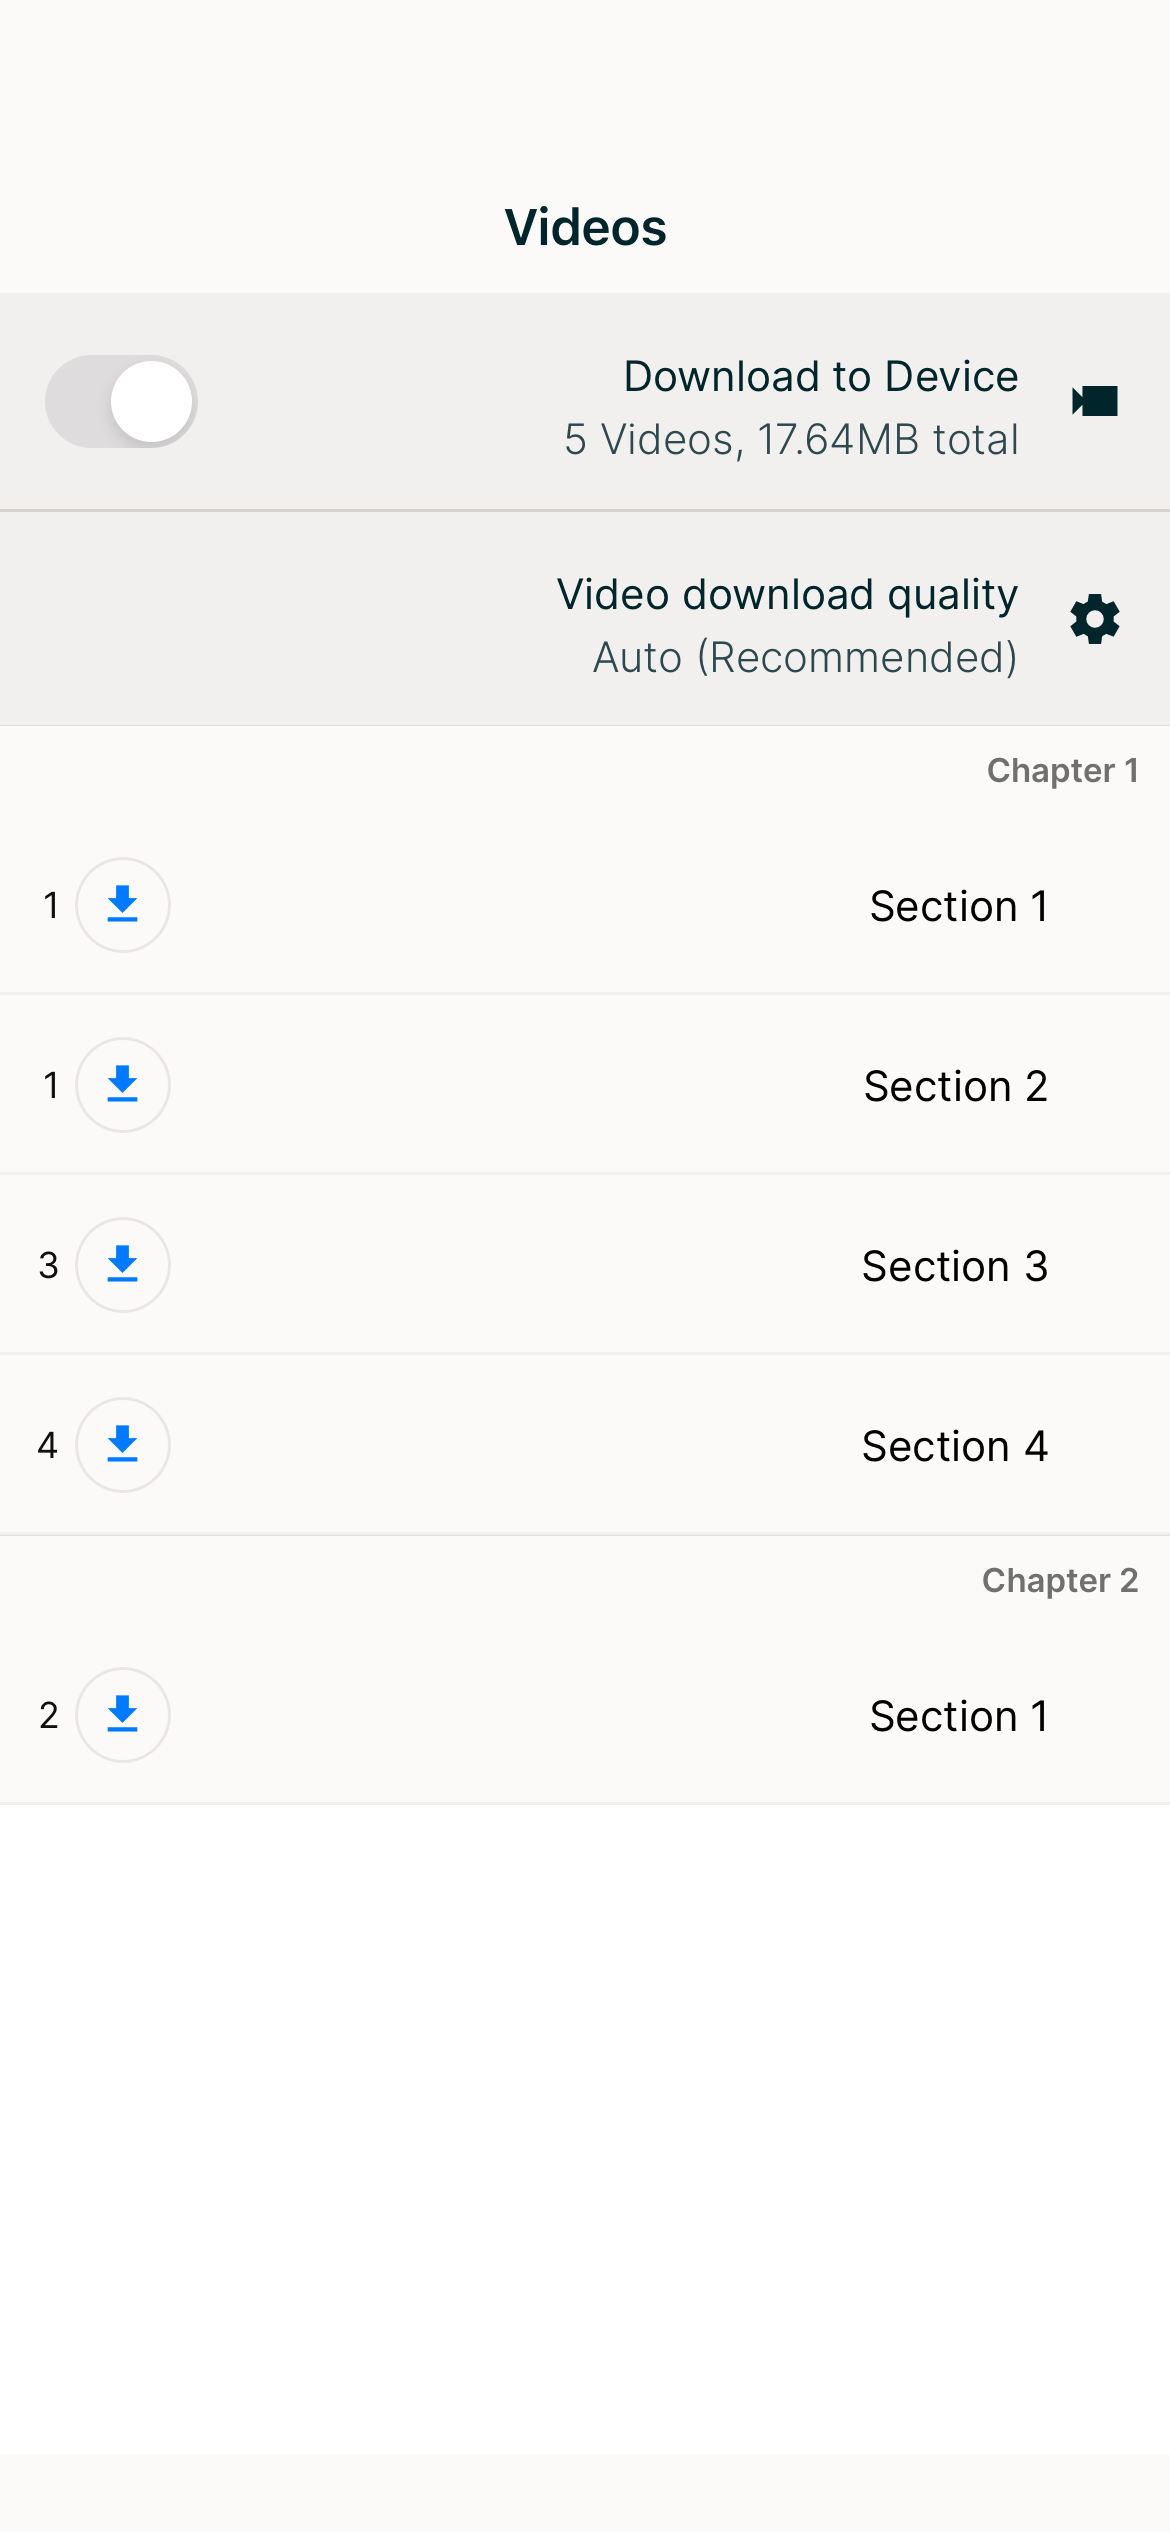 Videos
Download to Device
5 Videos, 17.64MB total
Video download quality
Auto (Recommended)
Chapter 1
Section 1
1
Section 2
1
Section 3
3
Section 4
4
Chapter 2
Section 1
2